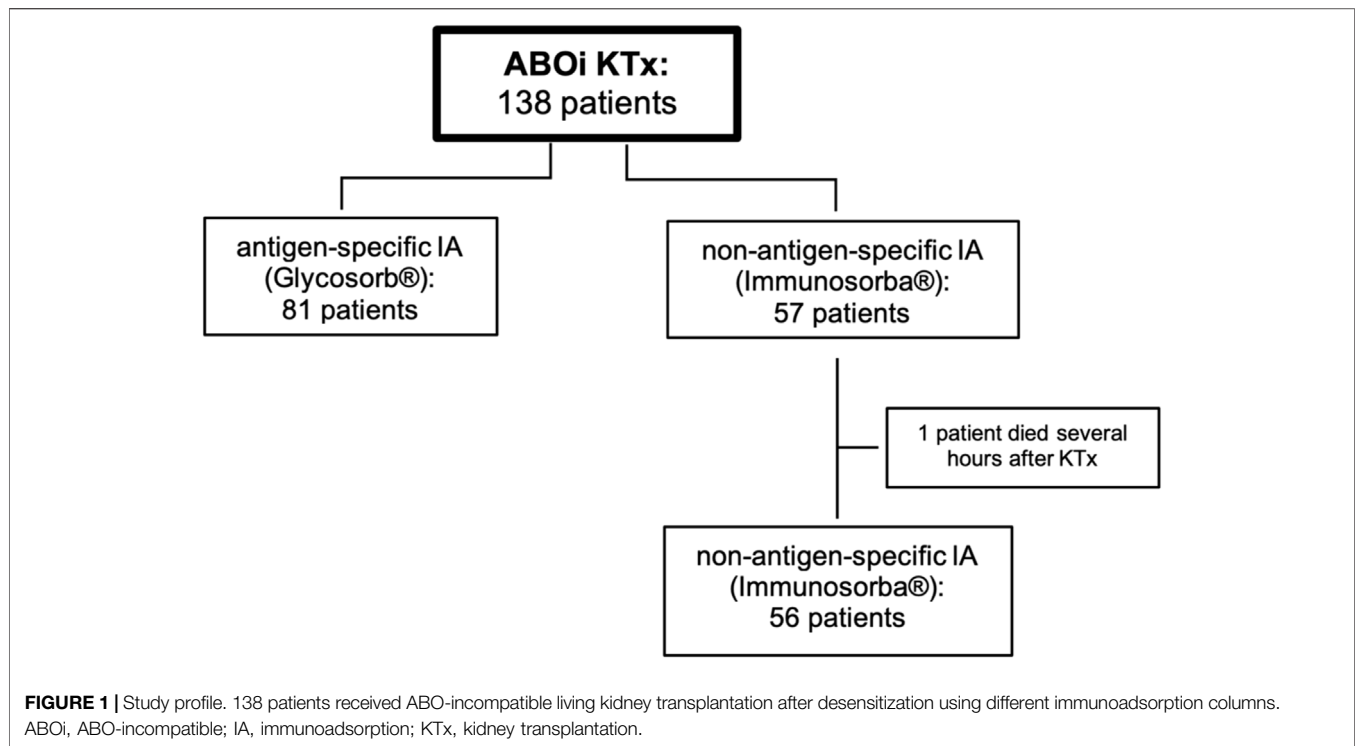 ABOi KTx:
138 patients
antigen-specific IA
(Glycosorb®):
81 patients
non-antigen-specific IA
(Immunosorba®):
57 patients
1 patient died several
hours after KTx
non-antigen-specific IA
(Immunosorba®):
56 patients
FIGURE 1 | Study profile. 138 patients received ABO-incompatible living kidney transplantation after desensitization using different immunoadsorption columns.
ABOi, ABO-incompatible; IA, immunoadsorption; KTx, kidney transplantation.